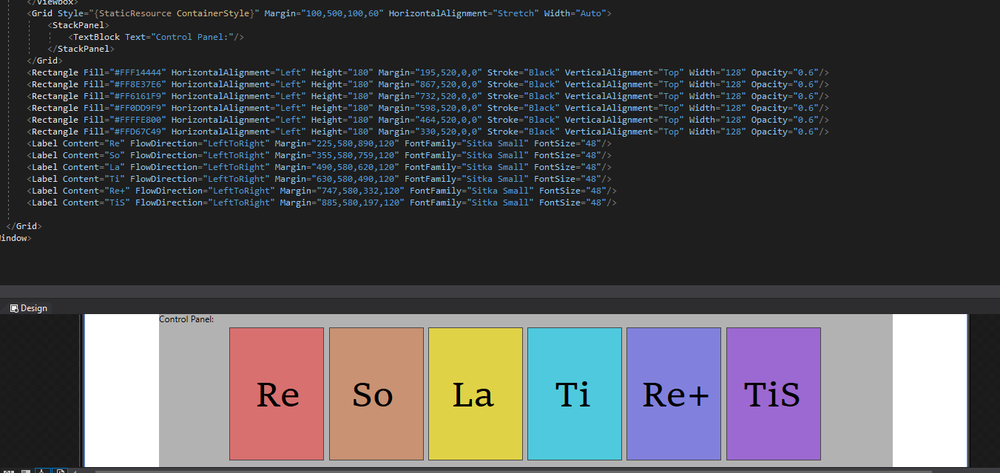 </Viewbox>
<Grid Style="{StaticResource ContainerStyle}" Margin="100,500,100,60" HorizontalAlignment="Stretch" Width="Auto">
<StackPanel>
<TextBlock Text="Control Panel:"/>
</StackPanel>
</Grid>
<Rectangle Fill="#FFF14444" HorizontalAlignment="Left" Height="180" Margin="195,520,0,0" Stroke="Black" VerticalAlignment="Top" Width="128" Opacity="0.6"/>
<Rectangle Fill="#FF8E37E6" HorizontalAlignment="Left" Height="180" Margin="867,520,0,0" Stroke="Black" VerticalAlignment="Top" Width="128" Opacity="0.6"/>
<Rectangle Fill="#FF6161F9" HorizontalAlignment="Left" Height="180" Margin="732,520,0,0" Stroke="Black" VerticalAlignment="Top" Width="128" Opacity="0.6"/>
<Rectangle Fill="#FF0DD9F9" HorizontalAlignment="Left" Height="180" Margin="598,520,0,0" Stroke="Black" VerticalAlignment="Top" Width="128" Opacity="0.6"/>
<Rectangle Fill="#FFFFE800" HorizontalAlignment="Left" Height="180" Margin="464,520,0,0" Stroke="Black" VerticalAlignment="Top" Width="128" Opacity="0.6"/>
<Rectangle Fill="#FFD67C49" HorizontalAlignment="Left" Height="180" Margin="330,520,0,0" Stroke="Black" VerticalAlignment="Top" Width="128" Opacity="0.6"/>
<Label Content="Re" FlowDirection="LeftToRight" Margin="225,580,890,120" FontFamily="Sitka Small" FontSize="48"/>
<Label Content="So" FlowDirection="LeftToRight" Margin="355,580,759,120" FontFamily="Sitka Small" FontSize="48"/>
<Label Content="La" FlowDirection="LeftToRight" Margin="490,580,620,120" FontFamily="Sitka Small" FontSize="48"/>
<Label Content="Ti" FlowDirection="LeftToRight" Margin="630,580,490,120" FontFamily="Sitka Small" FontSize="48"/>
<Label Content="Re+" FlowDirection="LeftToRight" Margin="747,580,332,120" FontFamily="Sitka Small" FontSize="48"/>
<Label Content="TiS" FlowDirection="LeftToRight" Margin="885,580,197,120" FontFamily="Sitka Small" FontSize="48"/>
</Grid>
Window>
Design
Control Panel:
Re So La Ti Re+ TiS